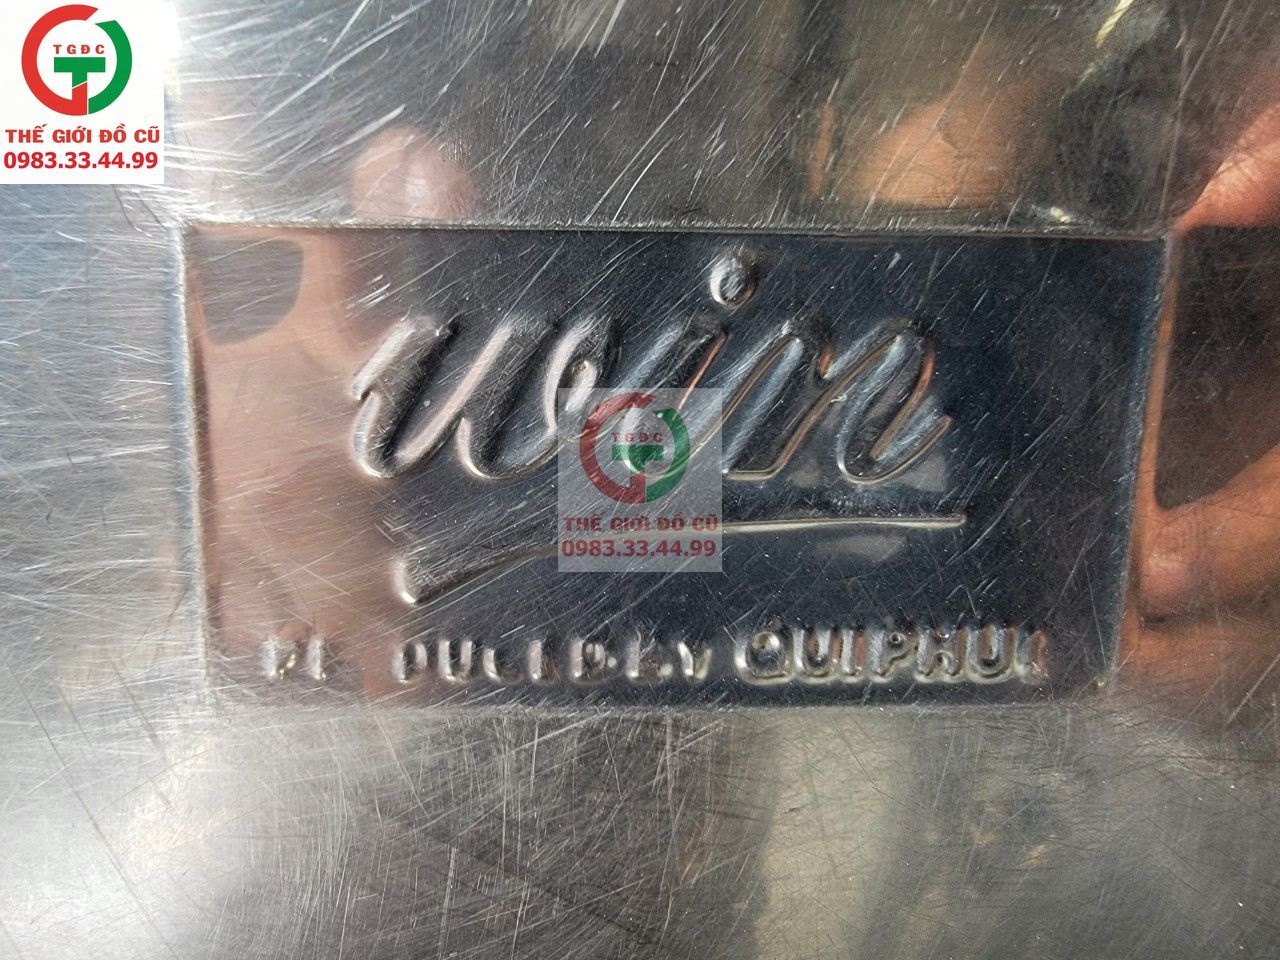 TGĐC
THẾ GIỚI ĐỒ CŨ
0983.33.44.99
win
TGĐC
THẾ GIỚI ĐỒ CŨ
0983.33.44.99
QUIPHUC